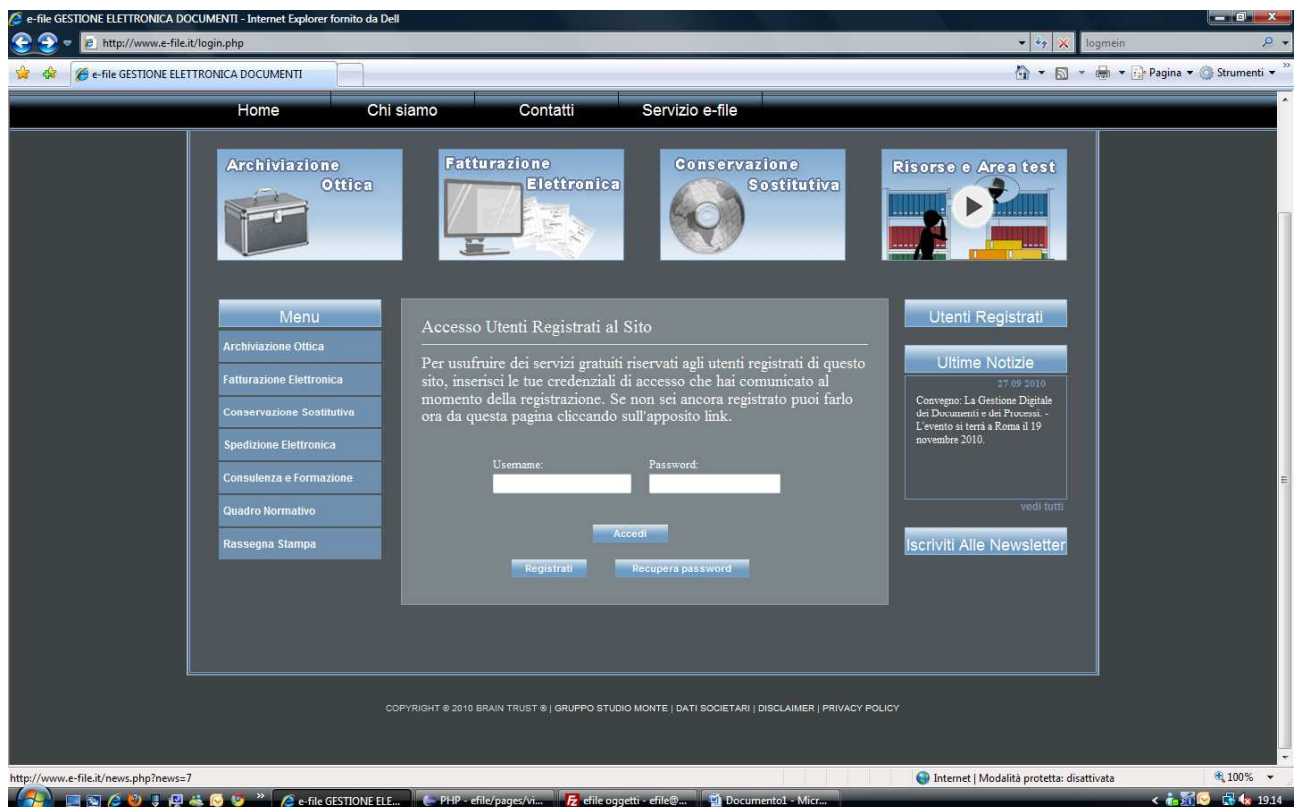 e-file GESTIONE ELETTRONICA DOCUMENTI - Internet Explorer fornito da Dell
http://www.e-file.it/login.php
logmein
e-file GESTIONE ELETTRONICA DOCUMENTI
Pagina
Strumenti
Home
Chi siamo
Contatti
Servizio e-file
Archiviazione
Ottica
Fatturazione
Elettronica
Conservazione
Sostitutiva
Risorse e Area test
Menu
Archiviazione Ottica
Fatturazione Elettronica
Conservazione Sostitutiva
Spedizione Elettronica
Consulenza e Formazione
Quadro Normativo
Rassegna Stampa
Accesso Utenti Registrati al Sito
Per usufruire dei servizi gratuiti riservati agli utenti registrati di questo
sito, inserisci le tue credenziali di accesso che hai comunicato al
momento della registrazione. Se non sei ancora registrato puoi farlo
ora da questa pagina cliccando sull'apposito link.
Username:
Password:
Accedi
Registrati
Recupera password
Utenti Registrati
Ultime Notizie
27 09 2010
Convegno: La Gestione Digitale
dei Documenti e dei Processi. -
L'evento si terrà a Roma il 19
novembre 2010.
vedi tutti
Iscriviti Alle Newsletter
COPYRIGHT © 2010 BRAIN TRUST ® | GRUPPO STUDIO MONTE | DATI SOCIETARI | DISCLAIMER | PRIVACY POLICY
http://www.e-file.it/news.php?news=7
Internet | Modalità protetta: disattivata
100%
e-file GESTIONE ELE...
PHP - efile/pages/vi...
efile oggetti - efile@...
Documento1 - Micr...
19.14